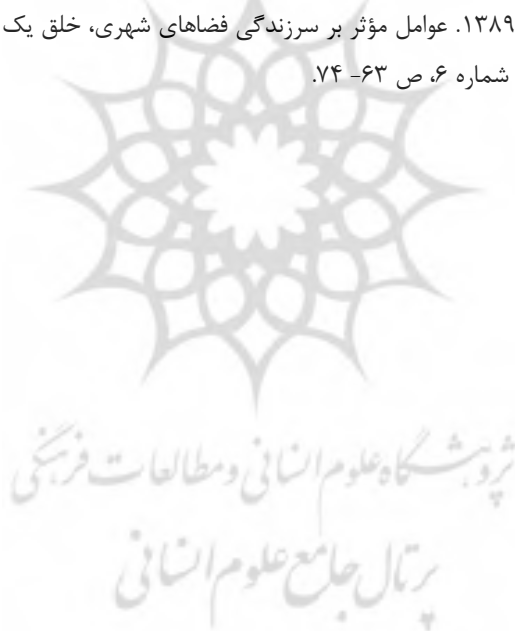 ۱۳۸۹. عوامل مؤثر بر سرزندگی فضاهای شهری، خلق یک
شماره ۶، ص ۶۳- ۷۴.
پژوهشگاه علوم انسانی و مطالعات فرهنگی
پرتال جامع علوم انسانی